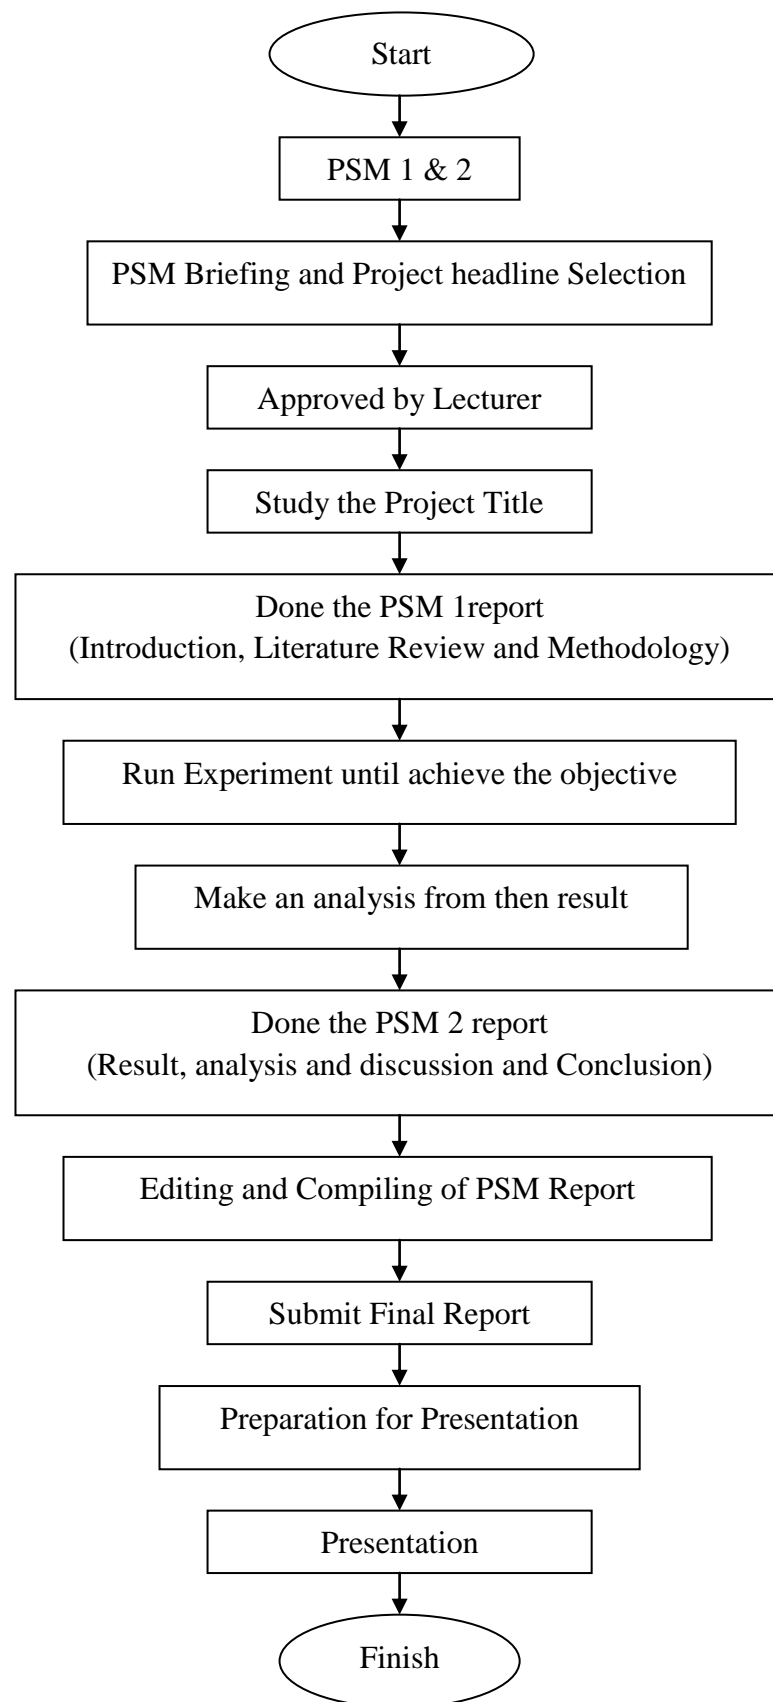 Start
PSM 1 & 2
PSM Briefing and Project headline Selection
Approved by Lecturer
Study the Project Title
Done the PSM 1report
(Introduction, Literature Review and Methodology)
Run Experiment until achieve the objective
Make an analysis from then result
Done the PSM 2 report
(Result, analysis and discussion and Conclusion)
Editing and Compiling of PSM Report
Submit Final Report
Preparation for Presentation
Presentation
Finish